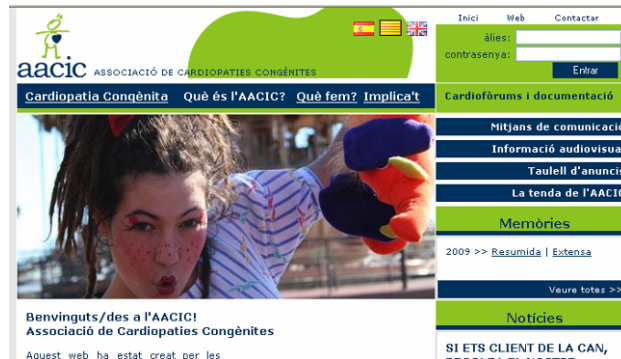 Inici Web Contactar
àlies:
contrasenya:
Entrar
aacic ASSOCIACIÓ DE CARDIOPATIES CONGÈNITES
Cardiopatia Congènita Què és l'AACIC? Què fem? Implica't
Cardiofòrums i documentació
Mitjans de comunicació
Informació audiovisua
Taulell d'anuncis
La tenda de l'AACIC
Memòries
2009 >> Resumida | Extensa
Veure totes >>
Notícies
Benvinguts/des a l'AACIC!
Associació de Cardiopaties Congènites
Aquest web ha estat creat per les
SI ETS CLIENT DE LA CAN,